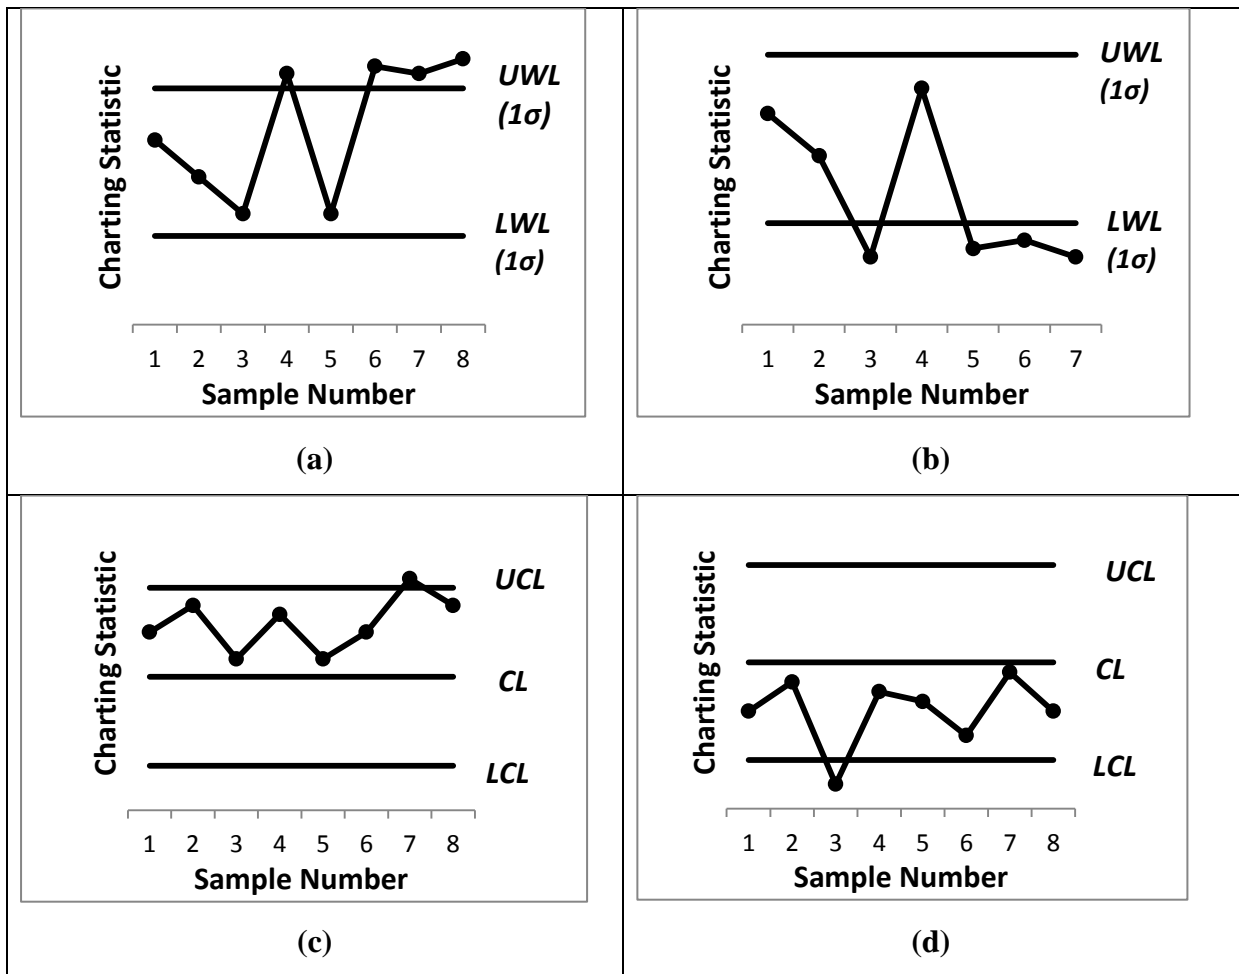 Charting Statistic
UWL
(1σ)
LWL
(1σ)
1 2 3 4 5 6 7 8
Sample Number
(a)
Charting Statistic
UWL
(1σ)
LWL
(1σ)
1 2 3 4 5 6 7
Sample Number
(b)
Charting Statistic
UCL
CL
LCL
1 2 3 4 5 6 7 8
Sample Number
(c)
Charting Statistic
UCL
CL
LCL
1 2 3 4 5 6 7 8
Sample Number
(d)